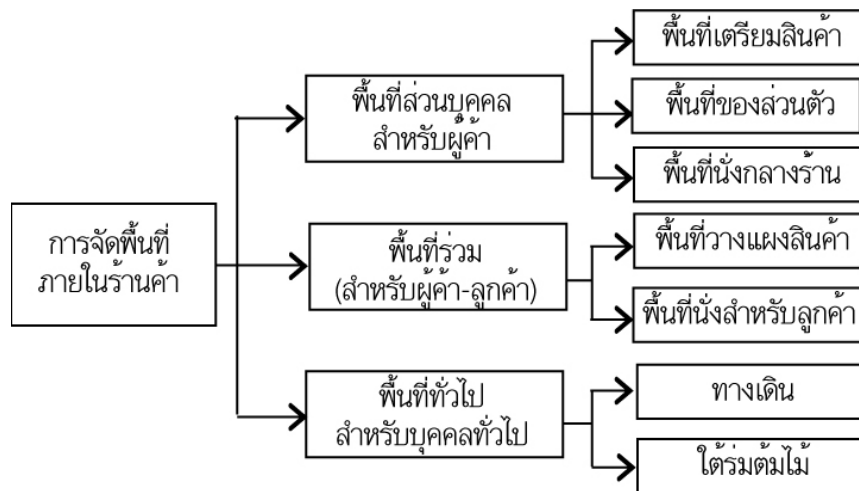 การจัดพื้นที่
ภายในร้านค้า
พื้นที่ส่วนบุคคล
สำหรับผู้ค้า
พื้นที่เตรียมสินค้า
พื้นที่ของส่วนตัว
พื้นที่นั่งกลางร้าน
พื้นที่ร่วม
(สำหรับผู้ค้า-ลูกค้า)
พื้นที่วางแผงสินค้า
พื้นที่นั่งสำหรับลูกค้า
พื้นที่ทั่วไป
สำหรับบุคคลทั่วไป
ทางเดิน
ใต้ร่มต้มไม้